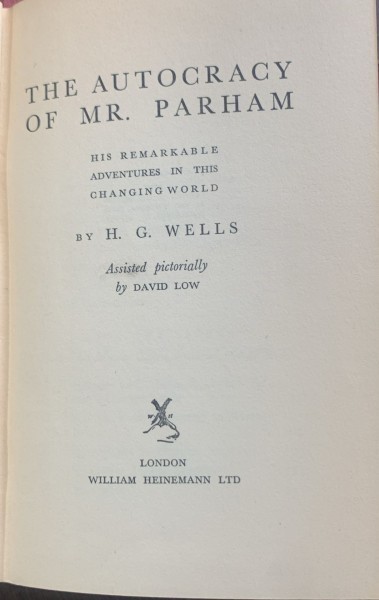 THE AUTOCRACY
OF MR. PARHAM
HIS REMARKABLE
ADVENTURES IN THIS
CHANGING WORLD
BY H. G. WELLS
Assisted pictorially
by DAVID LOW
W H
LONDON
WILLIAM HEINEMANN LTD